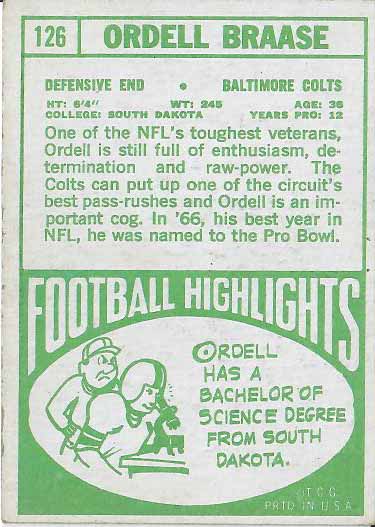 126 ORDELL BRAASE
DEFENSIVE END • BALTIMORE COLTS
HT: 6'4" WT: 245 AGE: 36
COLLEGE: SOUTH DAKOTA YEARS PRO: 12
One of the NFL's toughest veterans,
Ordell is still full of enthusiasm, de-
termination and raw-power. The
Colts can put up one of the circuit's
best pass-rushes and Ordell is an im-
portant cog. In '66, his best year in
NFL, he was named to the Pro Bowl.
FOOTBALL HIGHLIGHTS
ORDELL
HAS A
BACHELOR OF
SCIENCE DEGREE
FROM SOUTH
DAKOTA.
©T.C.G.
PRTD IN U.S.A.